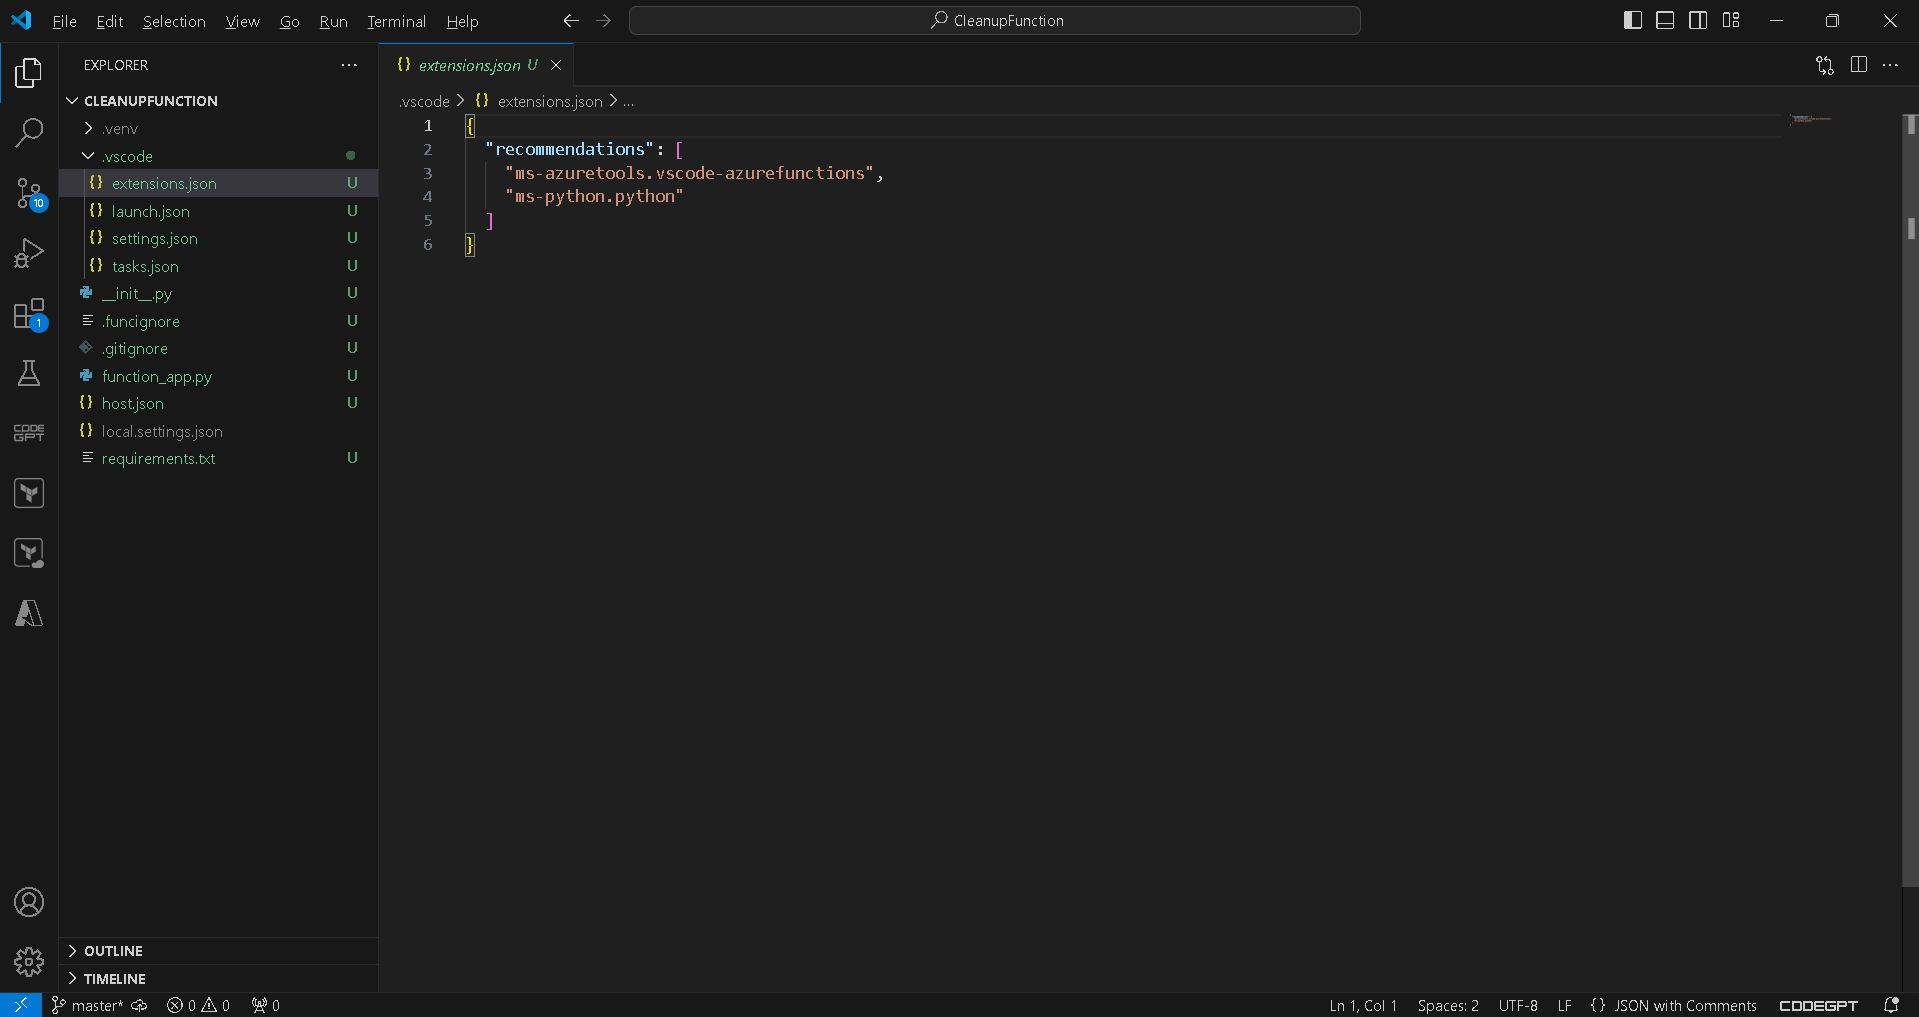 File Edit Selection View Go Run Terminal Help
CleanupFunction
EXPLORER
CLEANUPFUNCTION
.venv
.vscode
extensions.json U
launch.json U
settings.json U
tasks.json U
__init__.py U
.funcignore U
.gitignore U
function_app.py U
host.json U
local.settings.json
requirements.txt U
10
1
CODE
GPT
OUTLINE
TIMELINE
extensions.json U
.vscode > {} extensions.json > ...
1 {
2 "recommendations": [
3 "ms-azuretools.vscode-azurefunctions",
4 "ms-python.python"
5 ]
6 }
master* 0 0 0
Ln 1, Col 1 Spaces: 2 UTF-8 LF {} JSON with Comments CODEGPT